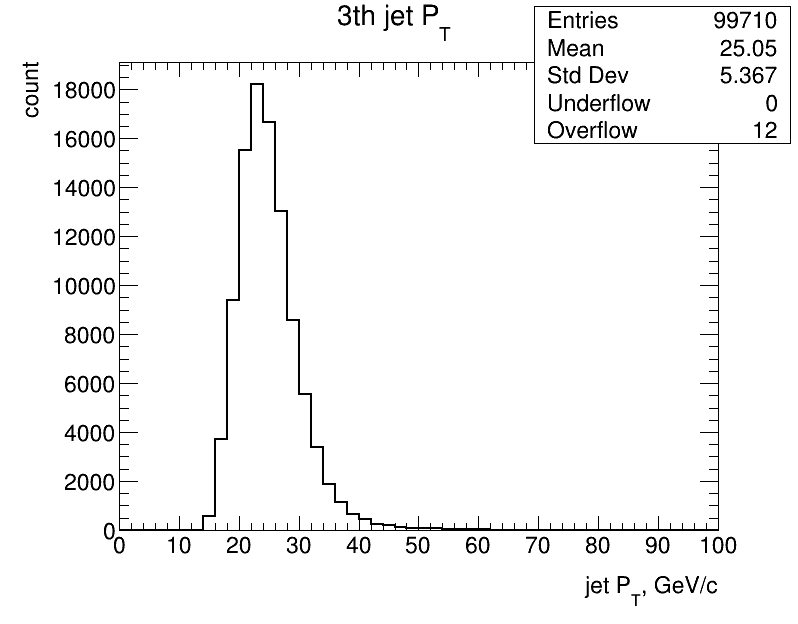 3th jet P_T
Entries 99710
Mean 25.05
Std Dev 5.367
Underflow 0
Overflow 12
count
18000
16000
14000
12000
10000
8000
6000
4000
2000
0
0 10 20 30 40 50 60 70 80 90 100
jet P_T, GeV/c